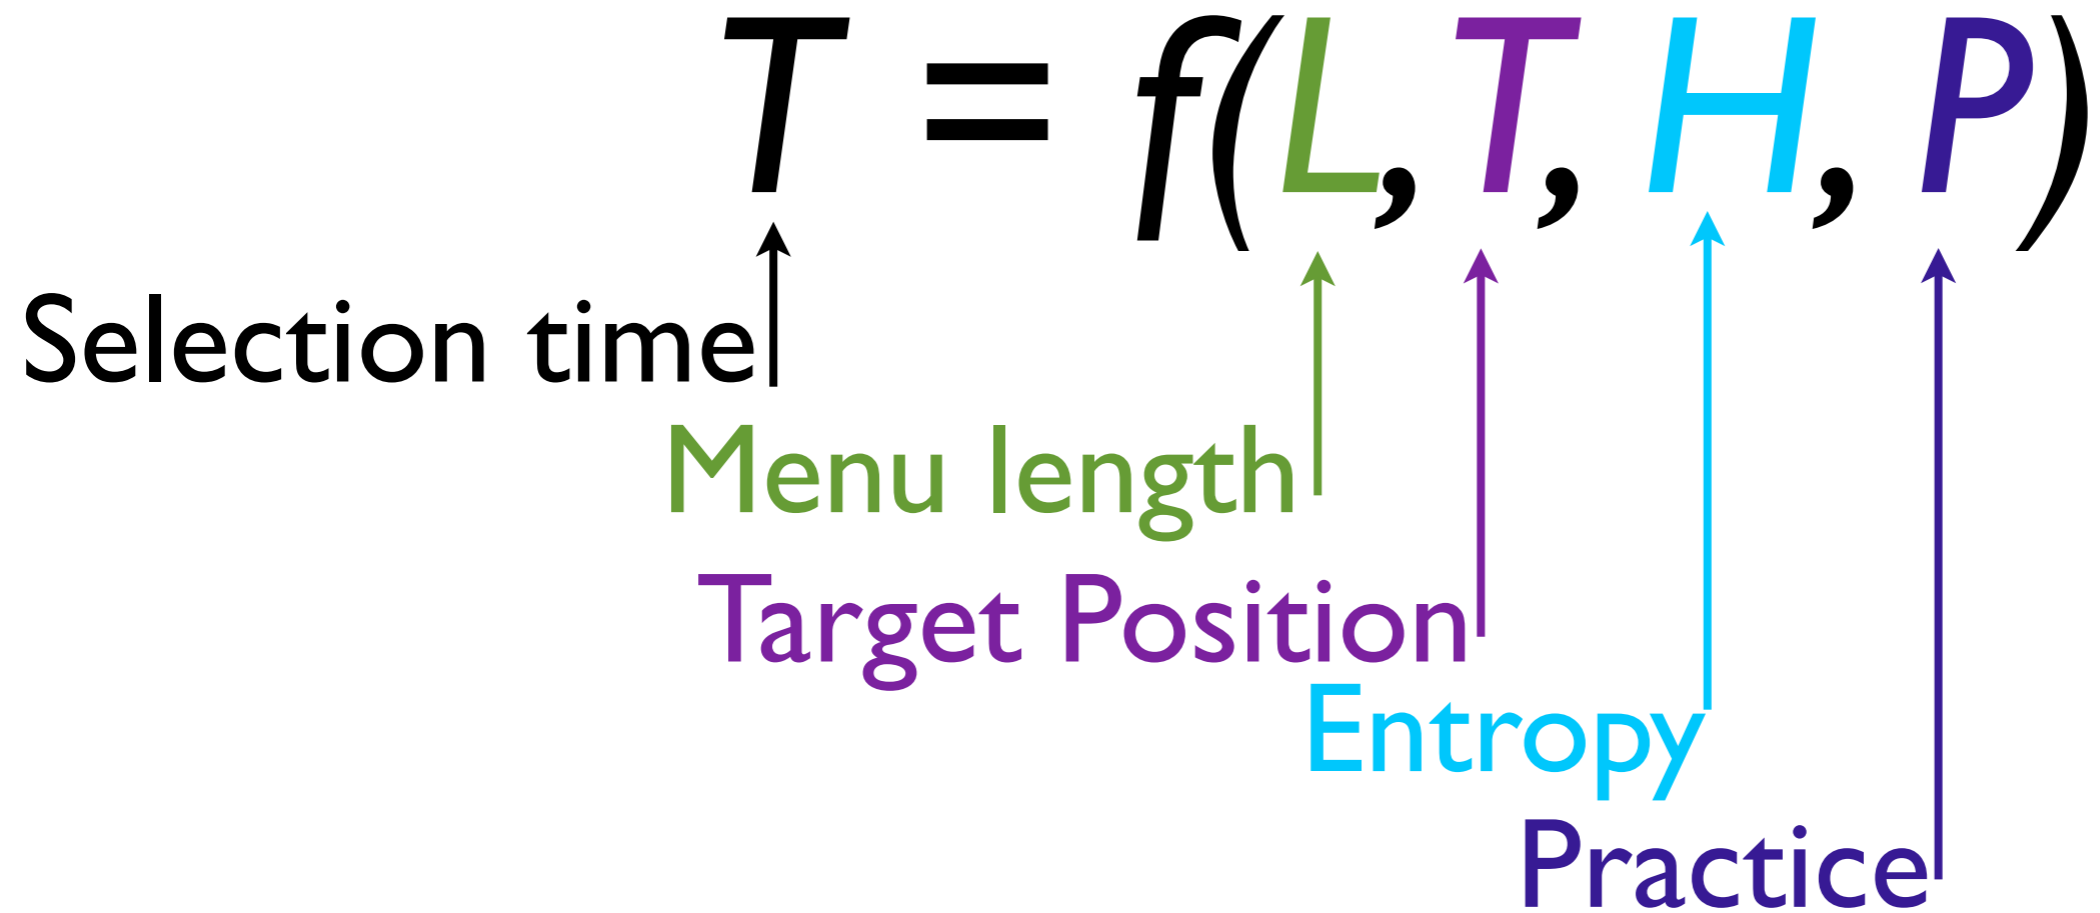 T = f(L, T, H, P)
Selection time
Menu length
Target Position
Entropy
Practice